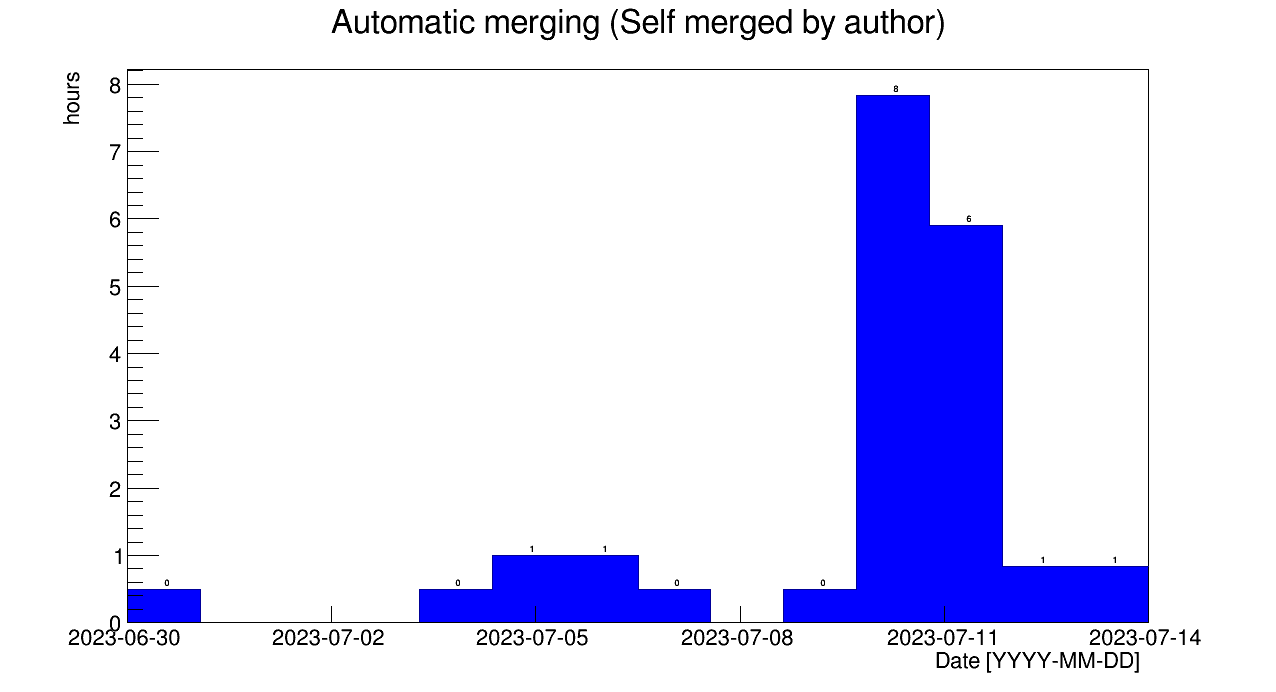 Automatic merging (Self merged by author)
hours
8
7
6
5
4
3
2
1
0
0 0 1 1 0 0 8 6 1 1
2023-06-30 2023-07-02 2023-07-05 2023-07-08 2023-07-11 2023-07-14
Date [YYYY-MM-DD]